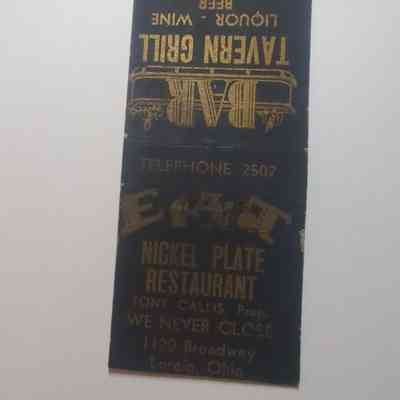 TAVERN GRILL
LIQUOR - WINE
BEER
BAR
TELEPHONE 2507
EAT
NICKEL PLATE
RESTAURANT
TONY CALLIS, Prop.
WE NEVER CLOSE
1120 Broadway
Lorain, Ohio